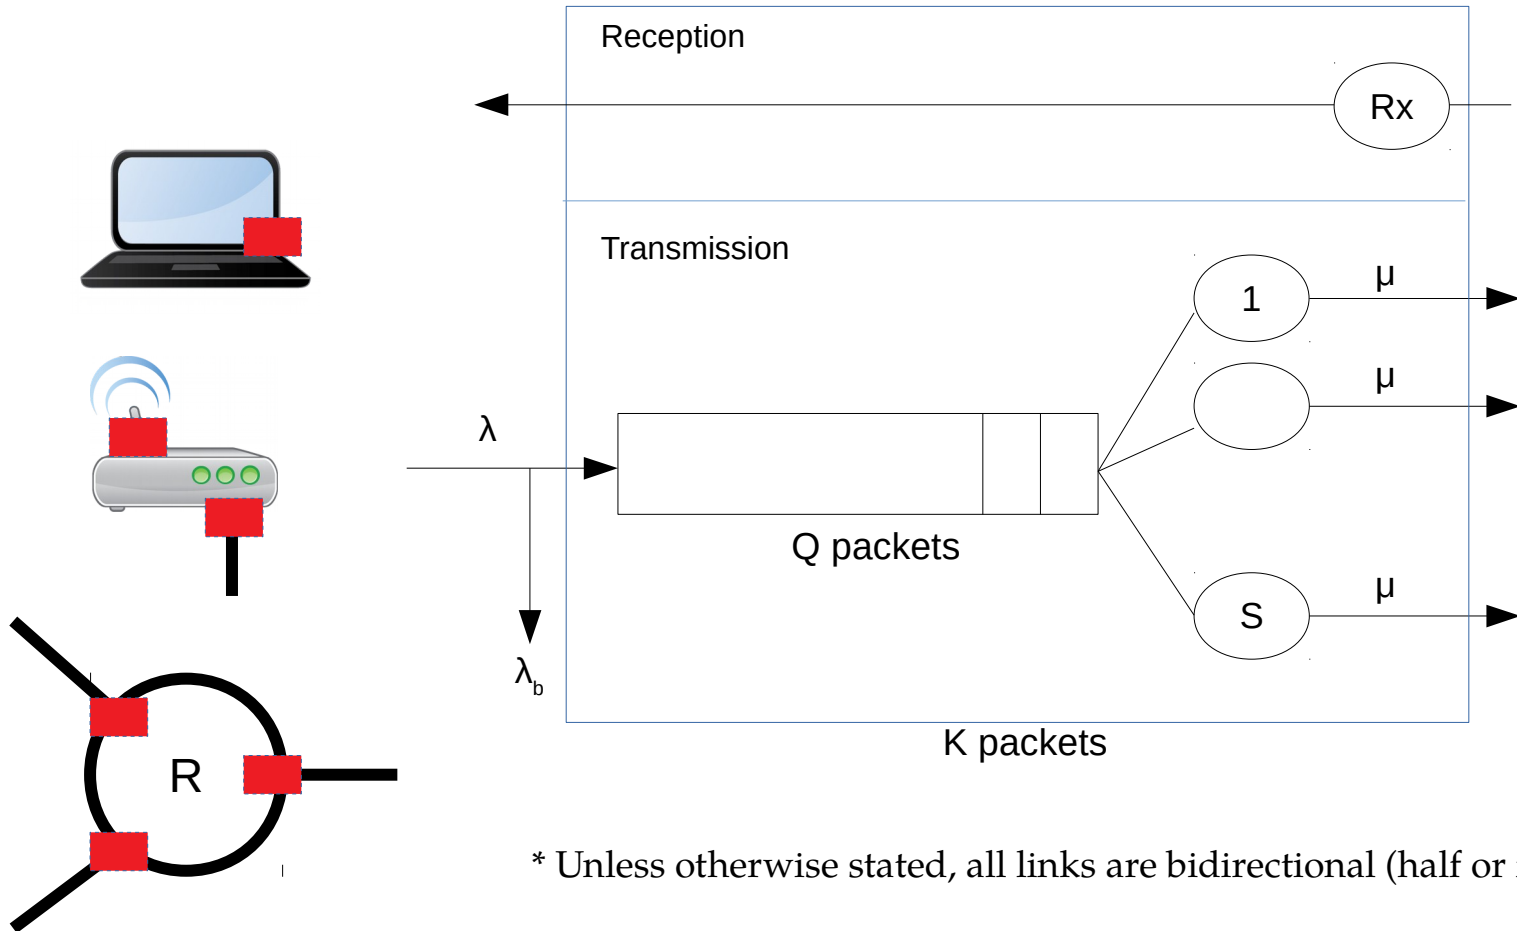 Reception
Rx
Transmission
1
μ
μ
λ
Q packets
S
μ
λb
K packets
R
* Unless otherwise stated, all links are bidirectional (half or